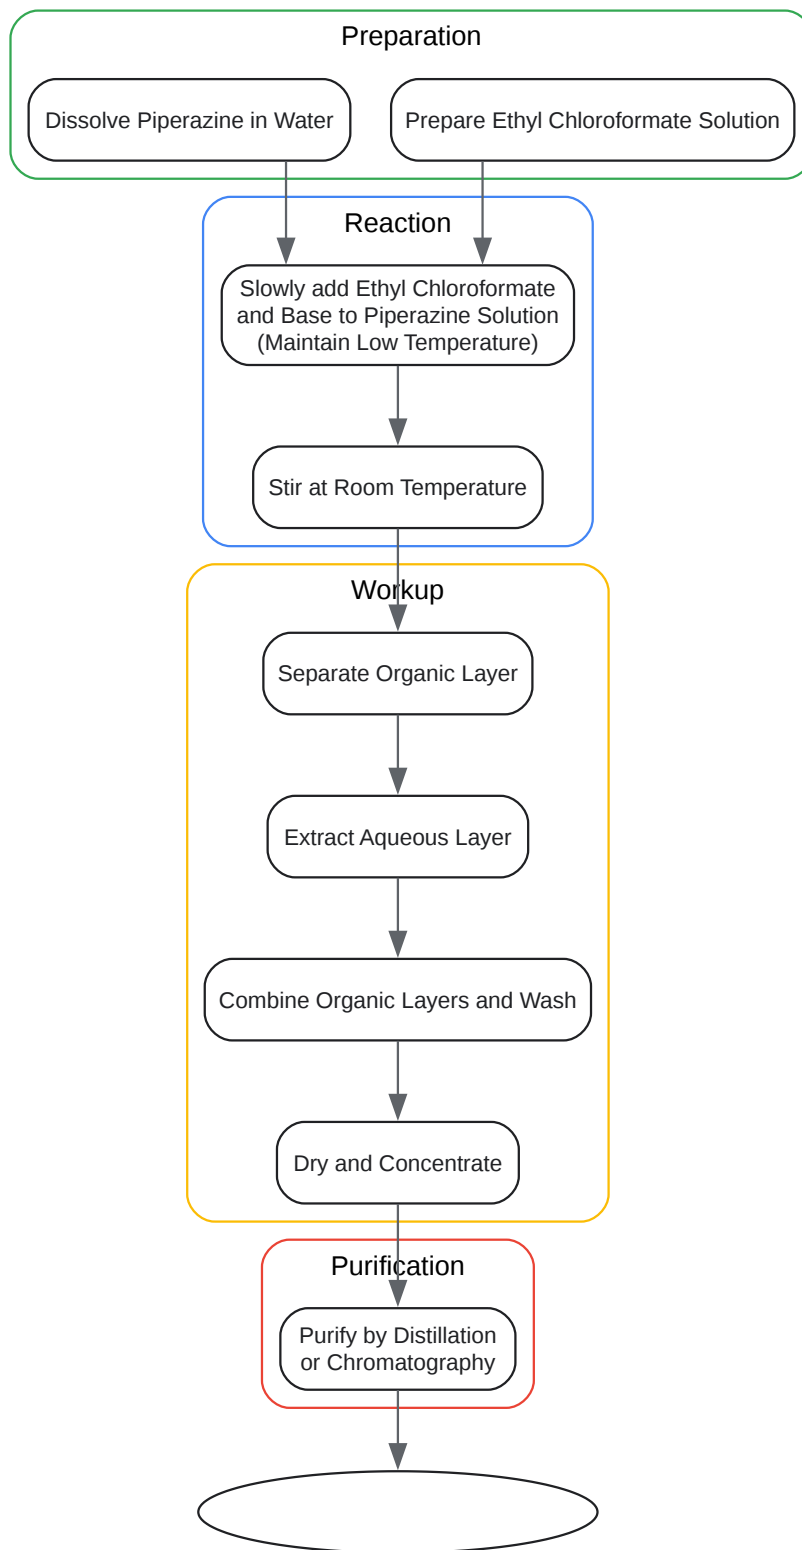 Preparation
Dissolve Piperazine in Water
Prepare Ethyl Chloroformate Solution
Reaction
Slowly add Ethyl Chloroformate
and Base to Piperazine Solution
(Maintain Low Temperature)
Stir at Room Temperature
Workup
Separate Organic Layer
Extract Aqueous Layer
Combine Organic Layers and Wash
Dry and Concentrate
Purification
Purify by Distillation
or Chromatography